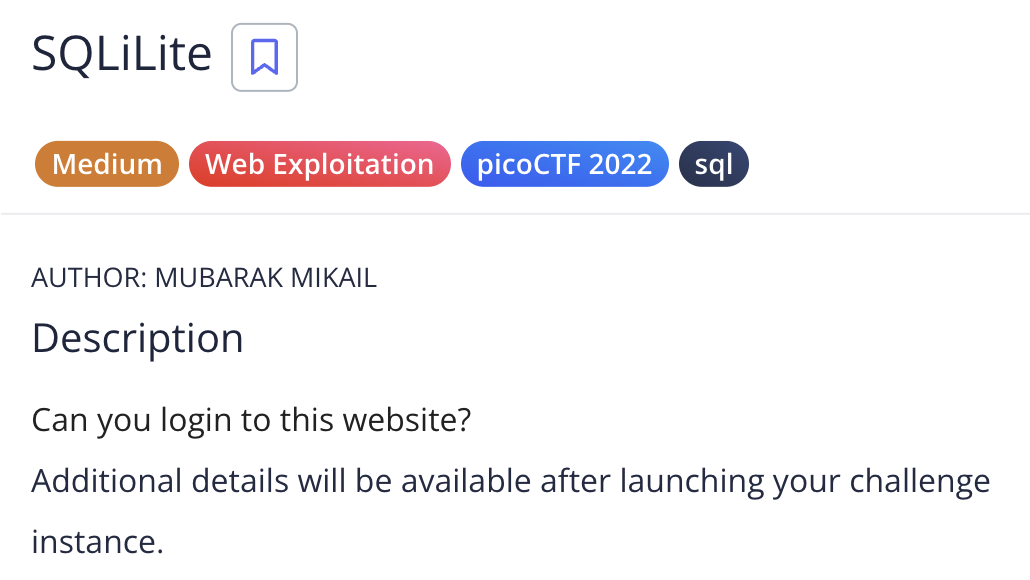 SQLiLite
Medium Web Exploitation picoCTF 2022 sql
AUTHOR: MUBARAK MIKAIL
Description
Can you login to this website?
Additional details will be available after launching your challenge
instance.